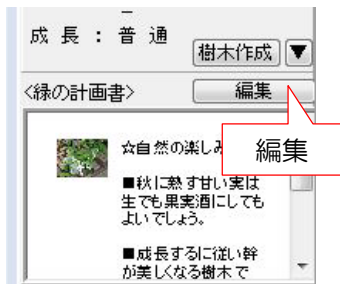 成長：普通
樹木作成 ▼
<緑の計画書> 編集
編集
☆自然の楽し
■秋に熟す甘い実は
生でも果実酒にしても
よいでしょう。
■成長するに従い幹
が美しくなる樹木で